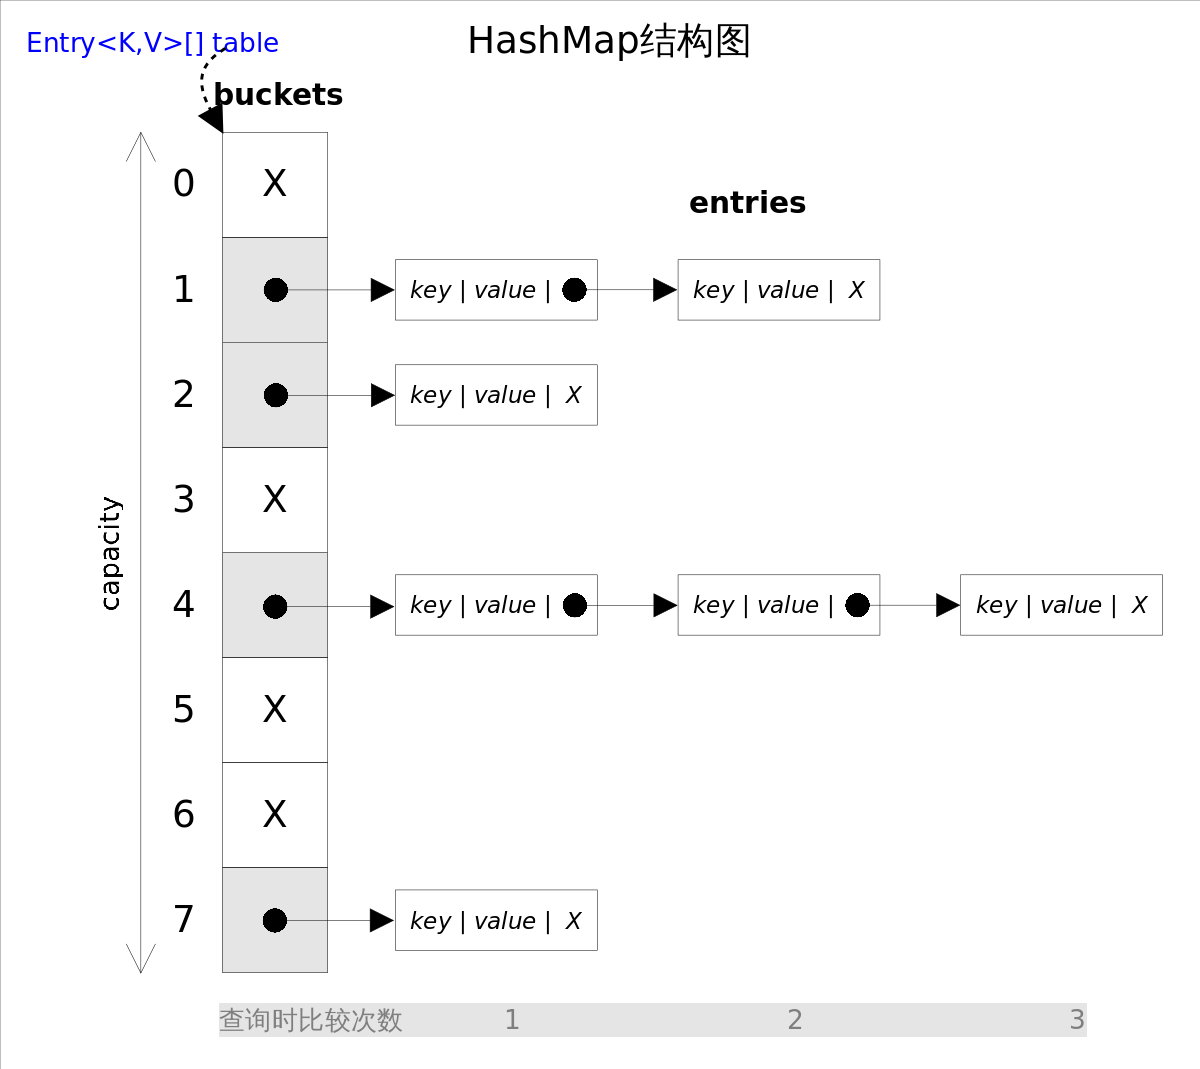 HashMap结构图
Entry<K,V>[] table
buckets
0 X
entries
1 key | value | key | value | X
2 key | value | X
3 X
capacity
4 key | value | key | value | key | value | X
5 X
6 X
7 key | value | X
查询时比较次数 1 2 3